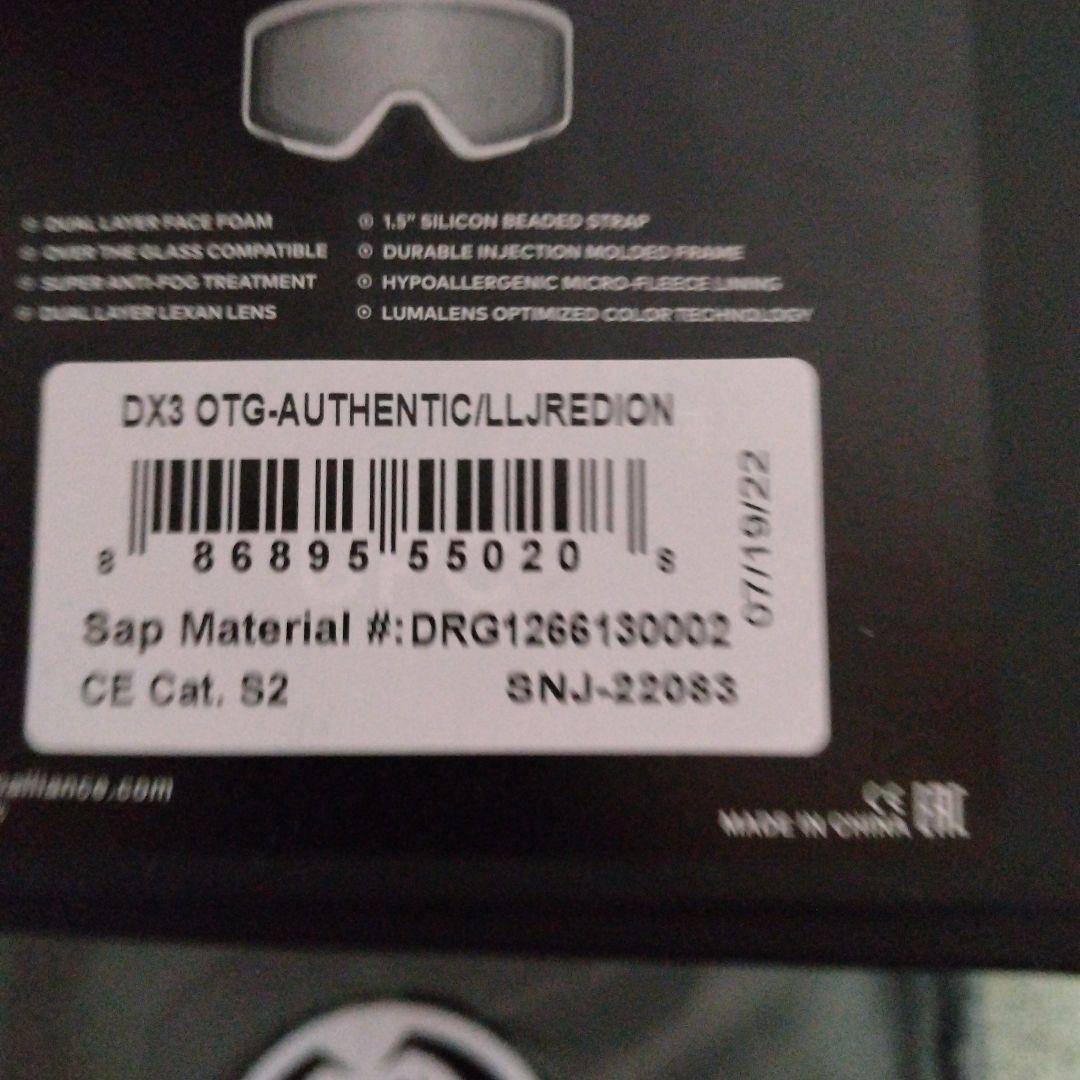 DUAL LAYER FACE FOAM
OVER THE GLASS COMPATIBLE
SUPER ANTI-FOG TREATMENT
DUAL LAYER LEXAN LENS
1.5" SILICON BEADED STRAP
DURABLE INJECTION MOLDED FRAME
HYPOALLERGENIC MICRO-FLEECE LINING
LUMALENS OPTIMIZED COLOR TECHNOLOGY
DX3 OTG-AUTHENTIC/LLJREDION
8 86895 55020 8
07/19/22
Sap Material #:DRG1266130002
CE Cat. S2
SNJ-22083
alliance.com
CE EAC
MADE IN CHINA